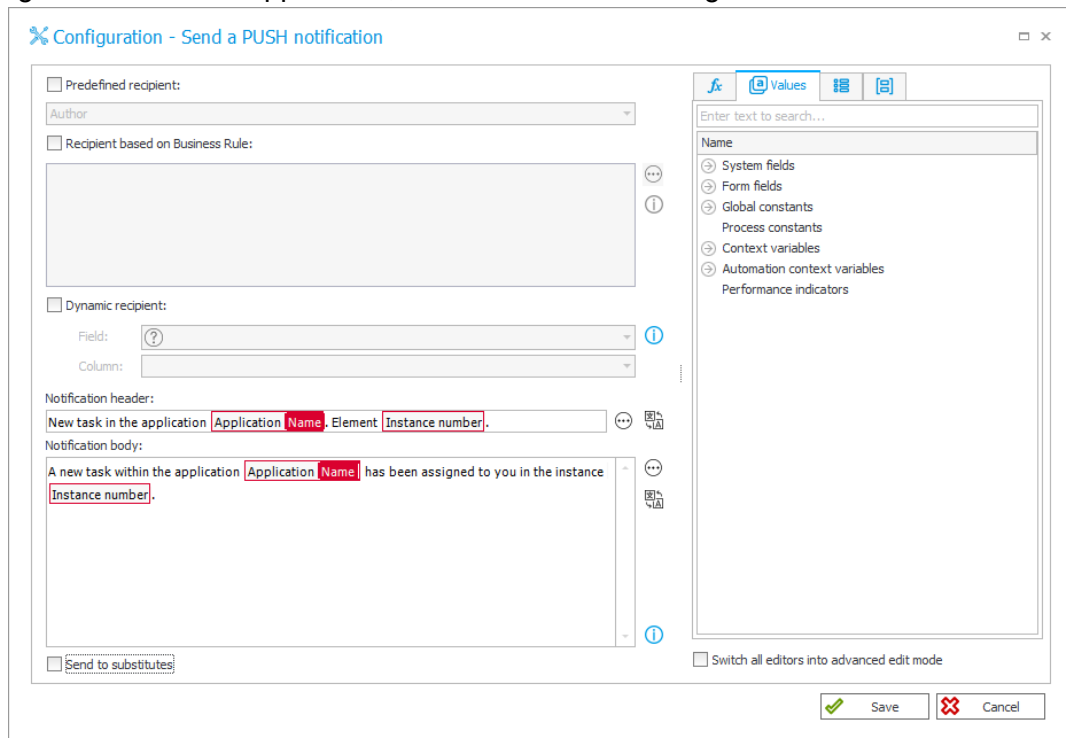 Configuration - Send a PUSH notification
Predefined recipient:
Author
Recipient based on Business Rule:
Dynamic recipient:
Field:
Column:
Notification header:
New task in the application Application Name. Element Instance number.
Notification body:
A new task within the application Application Name has been assigned to you in the instance
Instance number.
Send to substitutes
fx
Values
Enter text to search...
Name
System fields
Form fields
Global constants
Process constants
Context variables
Automation context variables
Performance indicators
Switch all editors into advanced edit mode
Save
Cancel